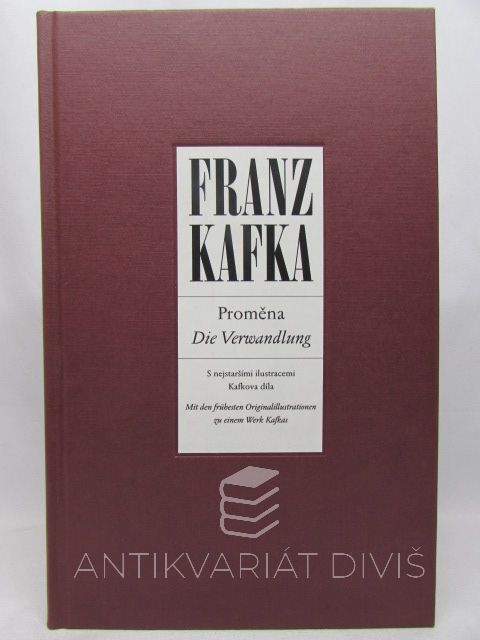 FRANZ
KAFKA
Proměna
Die Verwandlung
S nejstaršími ilustracemi
Kafkova díla
Mit den frühesten Originalillustrationen
zu einem Werk Kafkas
ANTIKVARIÁT DIVIŠ